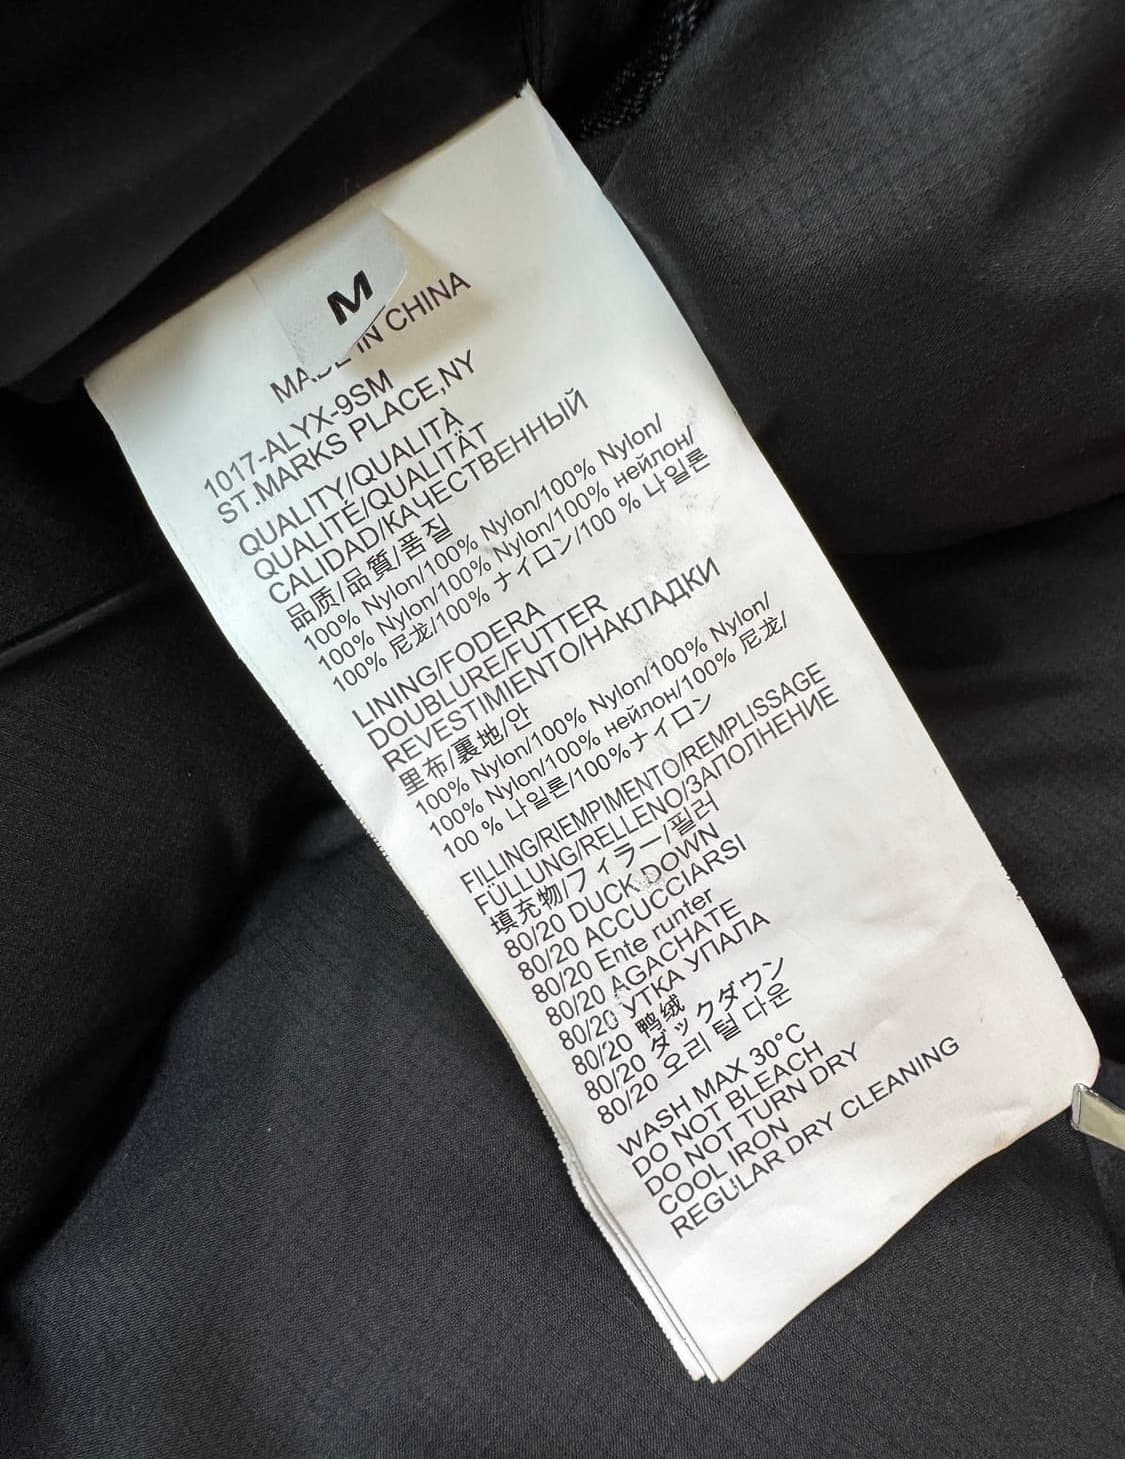 M
MADE IN CHINA
1017-ALYX-9SM
ST.MARKS PLACE,NY
QUALITY/QUALITÀ
QUALITÉ/QUALITÄT
CALIDAD/КАЧЕСТВЕННЫЙ
品质/品質/품질
100% Nylon/100% Nylon/100% Nylon/
100% Nylon/100% Nylon/100% нейлон/
100% 尼龙/100% ナイロン/100 % 나일론
LINING/FODERA
DOUBLURE/FUTTER
REVESTIMIENTO/НАКЛАДКИ
里布/裏地/안
100% Nylon/100% Nylon/100% Nylon/
100% Nylon/100% нейлон/100% 尼龙/
100 % 나일론/100%ナイロン
FILLING/RIEMPIMENTO/REMPLISSAGE
FÜLLUNG/RELLENO/ЗАПОЛНЕНИЕ
填充物/フィラー/필러
80/20 DUCK DOWN
80/20 ACCUCCIARSI
80/20 Ente runter
80/20 AGACHATE
80/20 УТКА УПАЛА
80/20 鸭绒
80/20 ダックダウン
80/20 오리 털 다운
WASH MAX 30°C
DO NOT BLEACH
DO NOT TURN DRY
COOL IRON
REGULAR DRY CLEANING